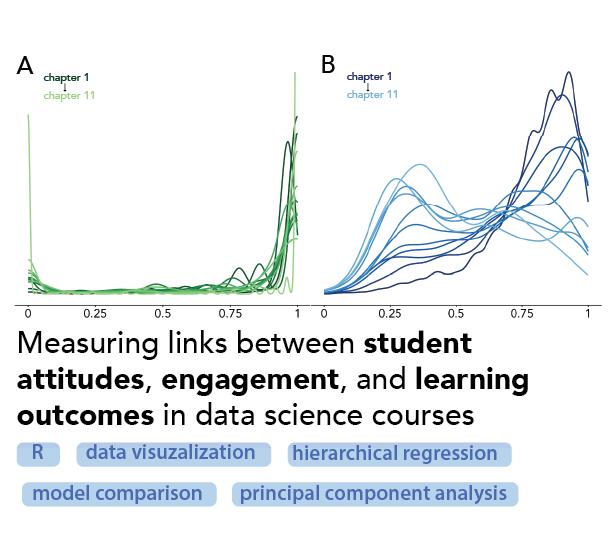 A
chapter 1
↓
chapter 11
0 0.25 0.5 0.75 1
B
chapter 1
↓
chapter 11
0 0.25 0.5 0.75 1
Measuring links between student
attitudes, engagement, and learning
outcomes in data science courses
R data visuzalization hierarchical regression
model comparison principal component analysis